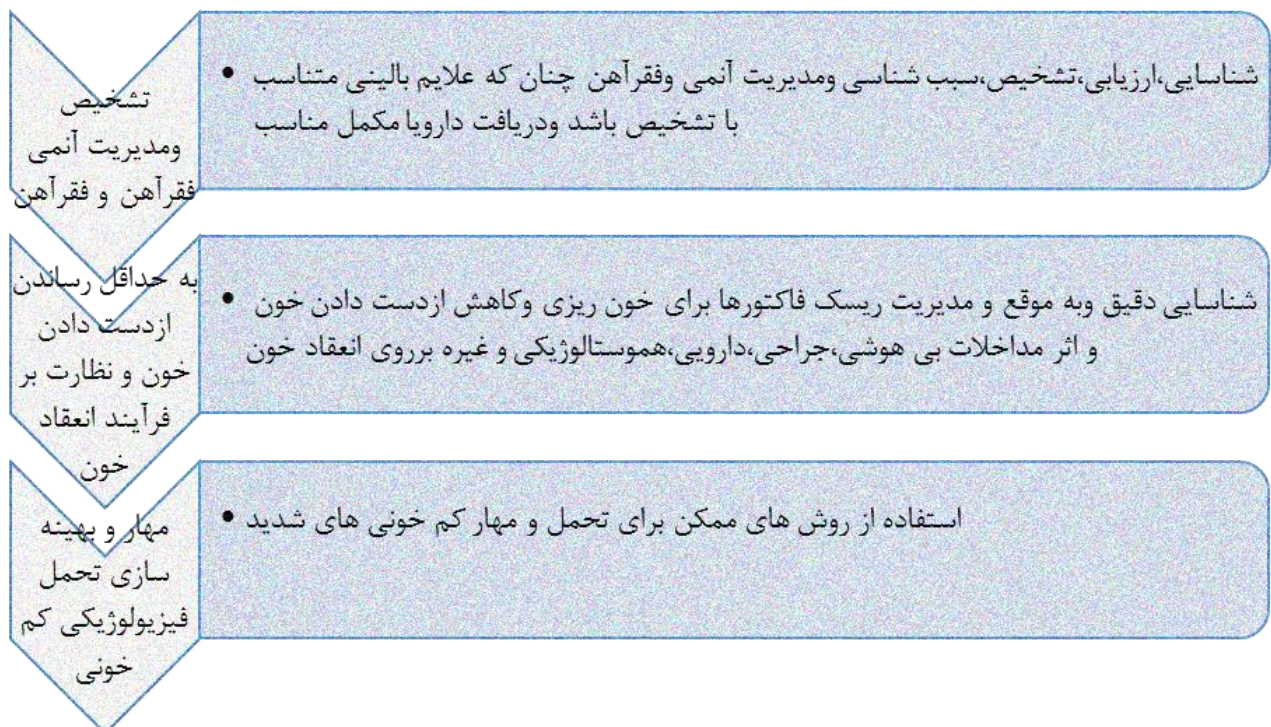 تشخیص
ومدیریت آنمی
فقرآهن و فقرآهن
• شناسایی،ارزیابی،تشخیص،سبب شناسی ومدیریت آنمی وفقرآهن چنان که علایم بالینی متناسب
با تشخیص باشد ودریافت دارویا مکمل مناسب
به حداقل رساندن
ازدست دادن
خون و نظارت بر
فرآیند انعقاد
خون
• شناسایی دقیق وبه موقع و مدیریت ریسک فاکتورها برای خون ریزی وکاهش ازدست دادن خون
و اثر مداخلات بی هوشی،جراحی،دارویی،هموستالوژیکی و غیره برروی انعقاد خون
مهار و بهینه
سازی تحمل
فیزیولوژیکی کم
خونی
• استفاده از روش های ممکن برای تحمل و مهار کم خونی های شدید